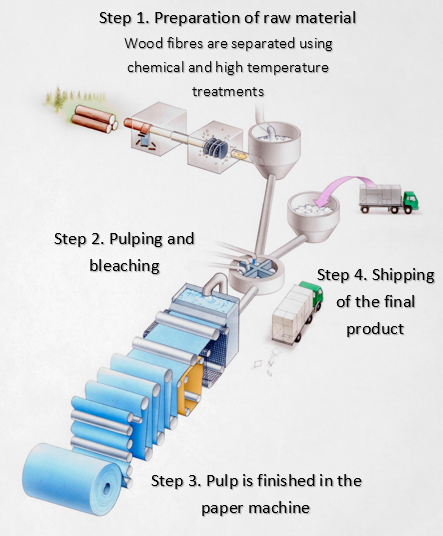 Step 1. Preparation of raw material
Wood fibres are separated using
chemical and high temperature
treatments
Step 2. Pulping and
bleaching
Step 4. Shipping
of the final
product
Step 3. Pulp is finished in the
paper machine